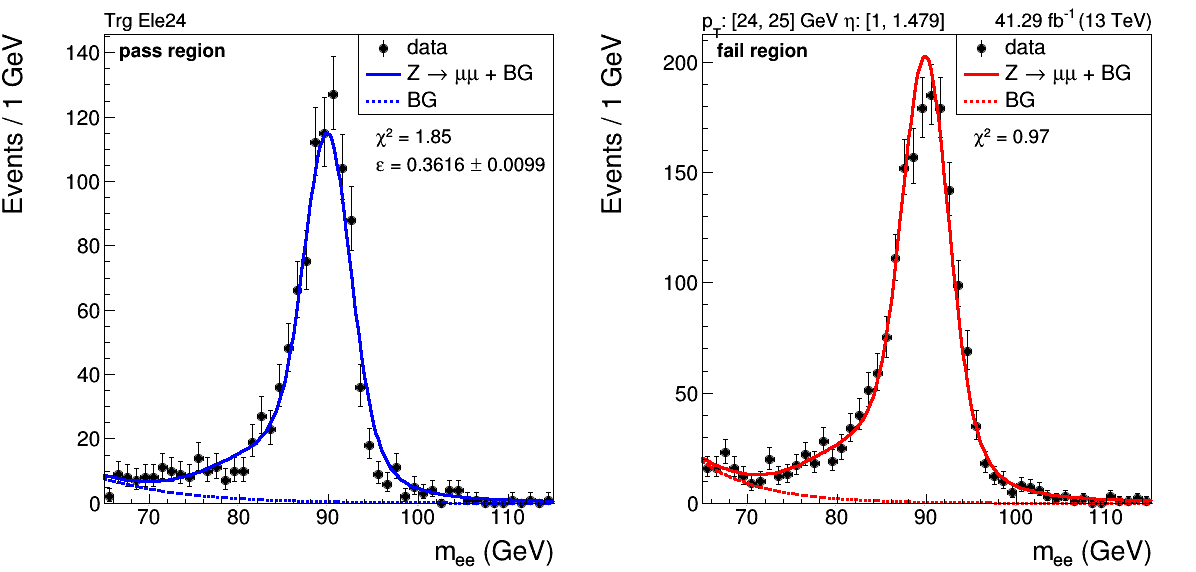 Trg Ele24
pass region
data
Z → μμ + BG
BG
χ² = 1.85
ε = 0.3616 ± 0.0099
Events / 1 GeV
140
120
100
80
60
40
20
0
70
80
90
100
110
m_ee (GeV)
p_T: [24, 25] GeV η: [1, 1.479]
41.29 fb⁻¹ (13 TeV)
fail region
data
Z → μμ + BG
BG
χ² = 0.97
Events / 1 GeV
200
150
100
50
0
70
80
90
100
110
m_ee (GeV)